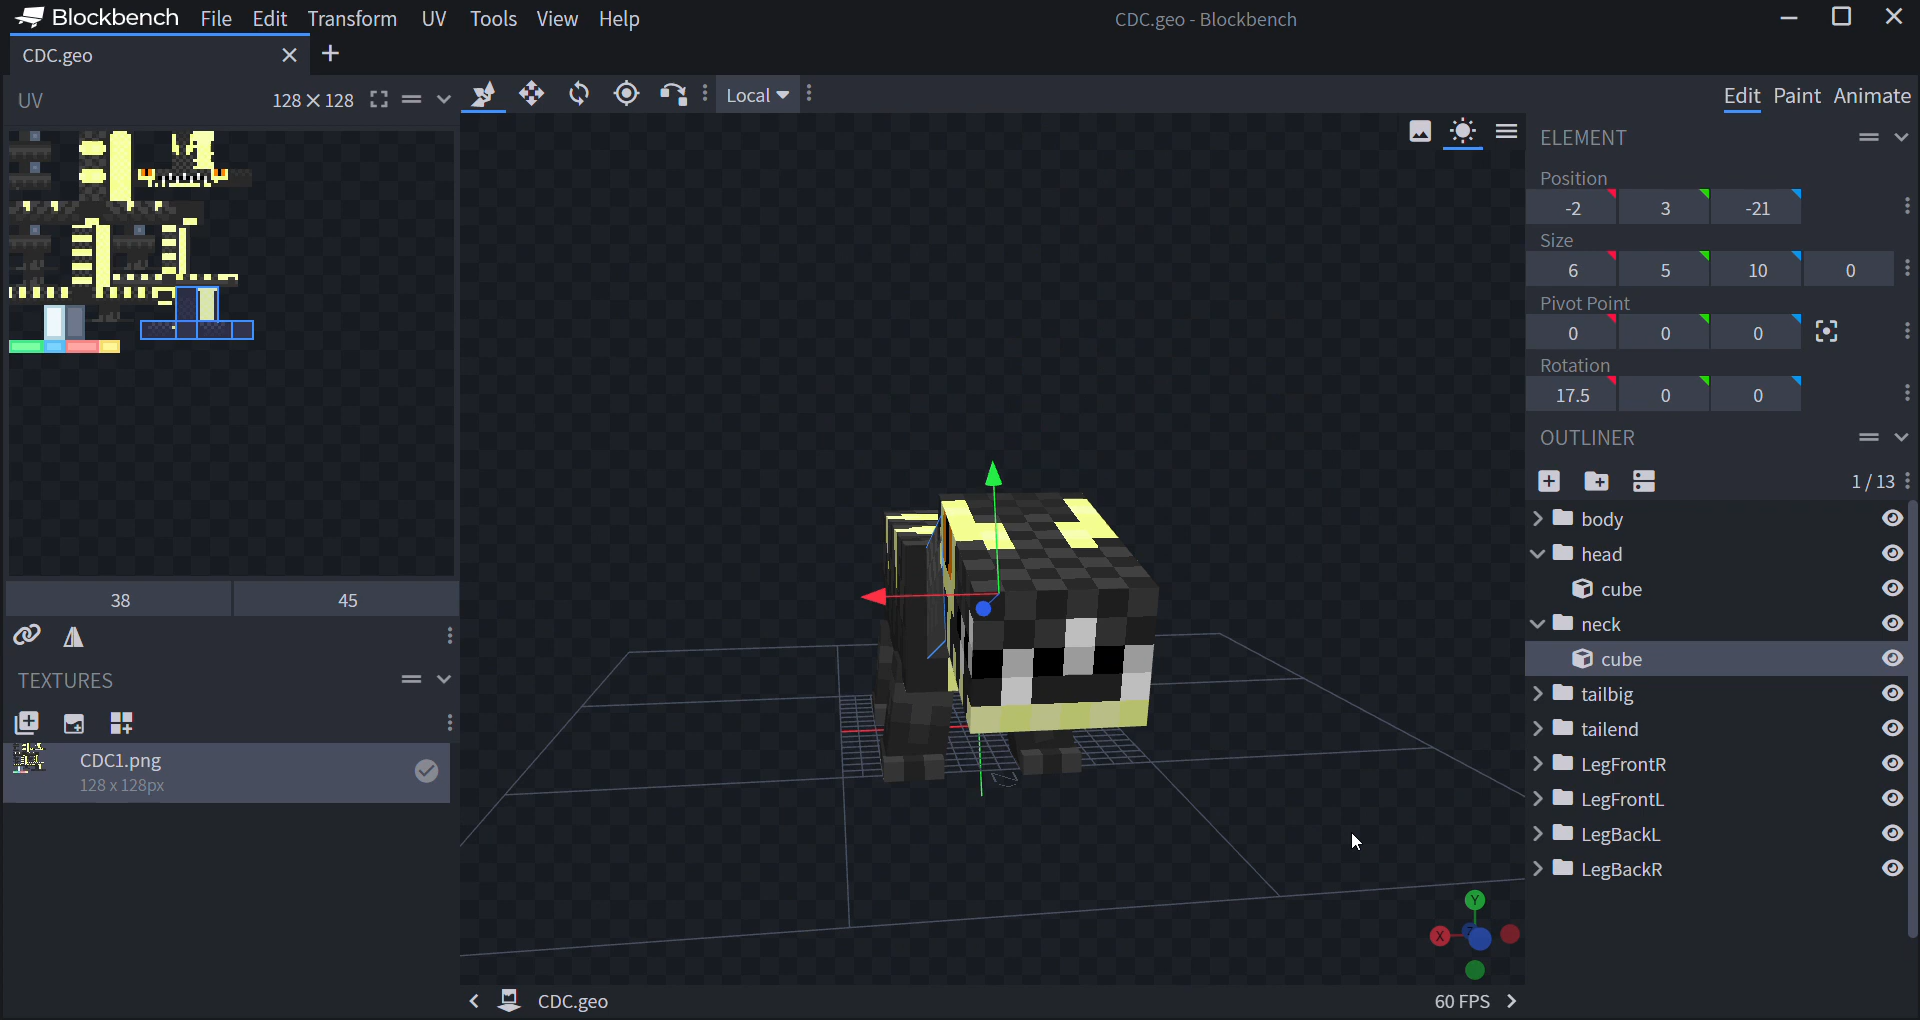 Blockbench File Edit Transform UV Tools View Help CDC.geo - Blockbench
CDC.geo
UV 128 × 128
Local
Edit Paint Animate
ELEMENT
Position
-2 3 -21
Size
6 5 10 0
Pivot Point
0 0 0
Rotation
17.5 0 0
OUTLINER
1 / 13
body
head
cube
neck
cube
tailbig
tailend
LegFrontR
LegFrontL
LegBackL
LegBackR
38 45
TEXTURES
CDC1.png
128 x 128px
Y
X
Z
CDC.geo 60 FPS